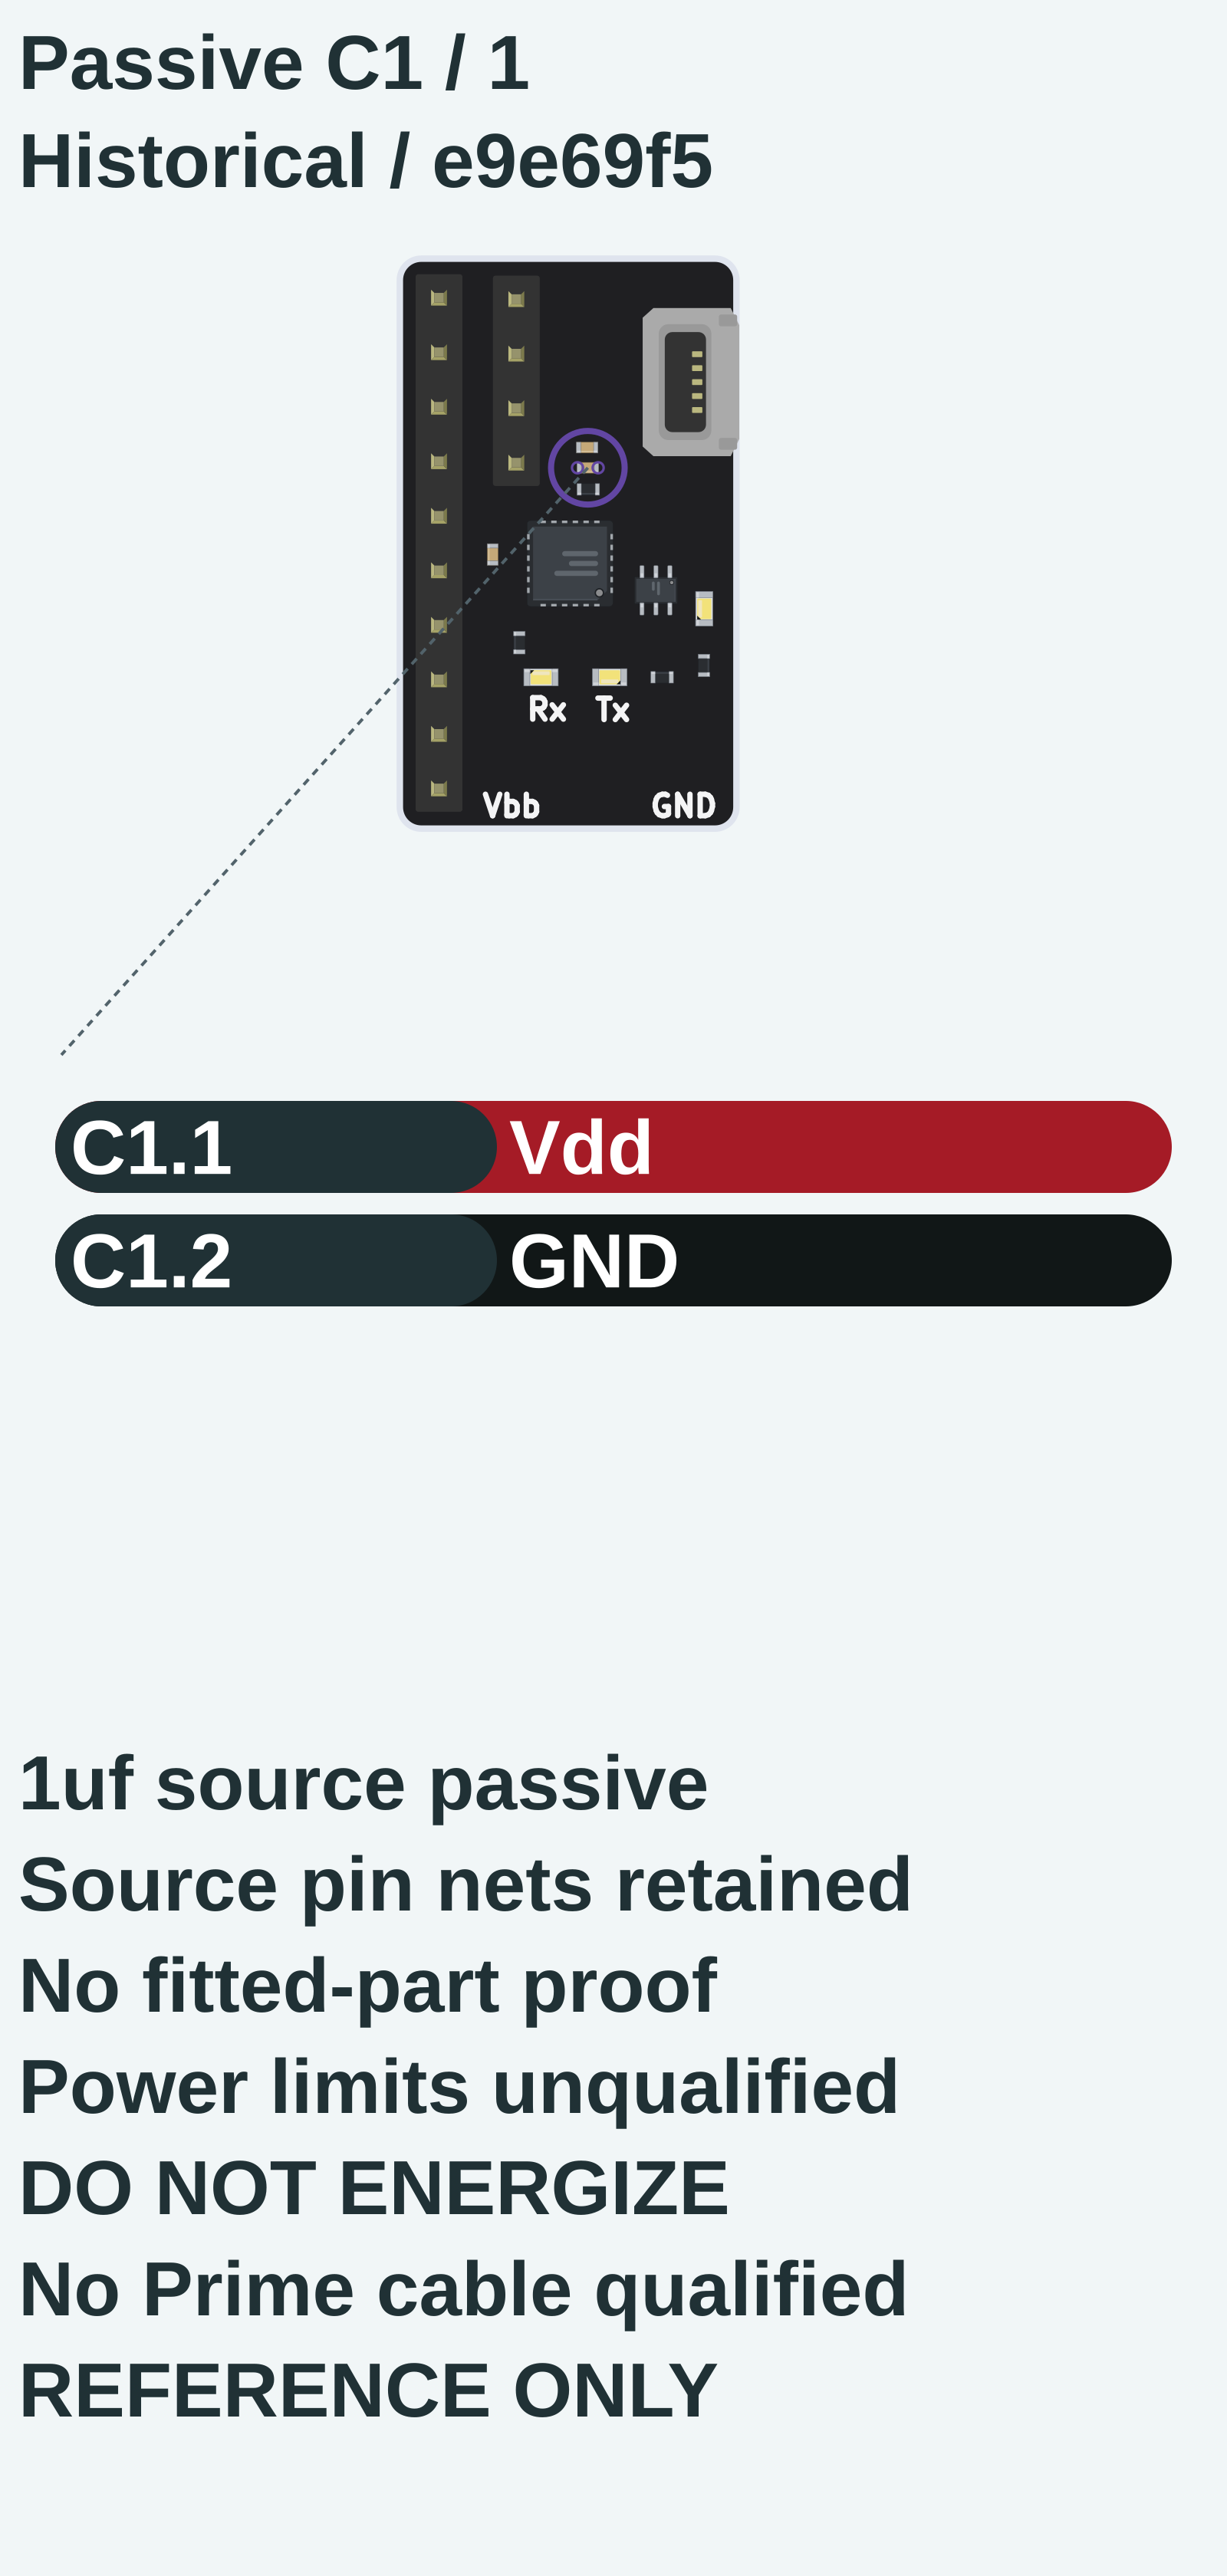 Passive C1 / 1
Historical / e9e69f5
Rx Tx
Vbb GND
C1.1 Vdd
C1.2 GND
1uf source passive
Source pin nets retained
No fitted-part proof
Power limits unqualified
DO NOT ENERGIZE
No Prime cable qualified
REFERENCE ONLY